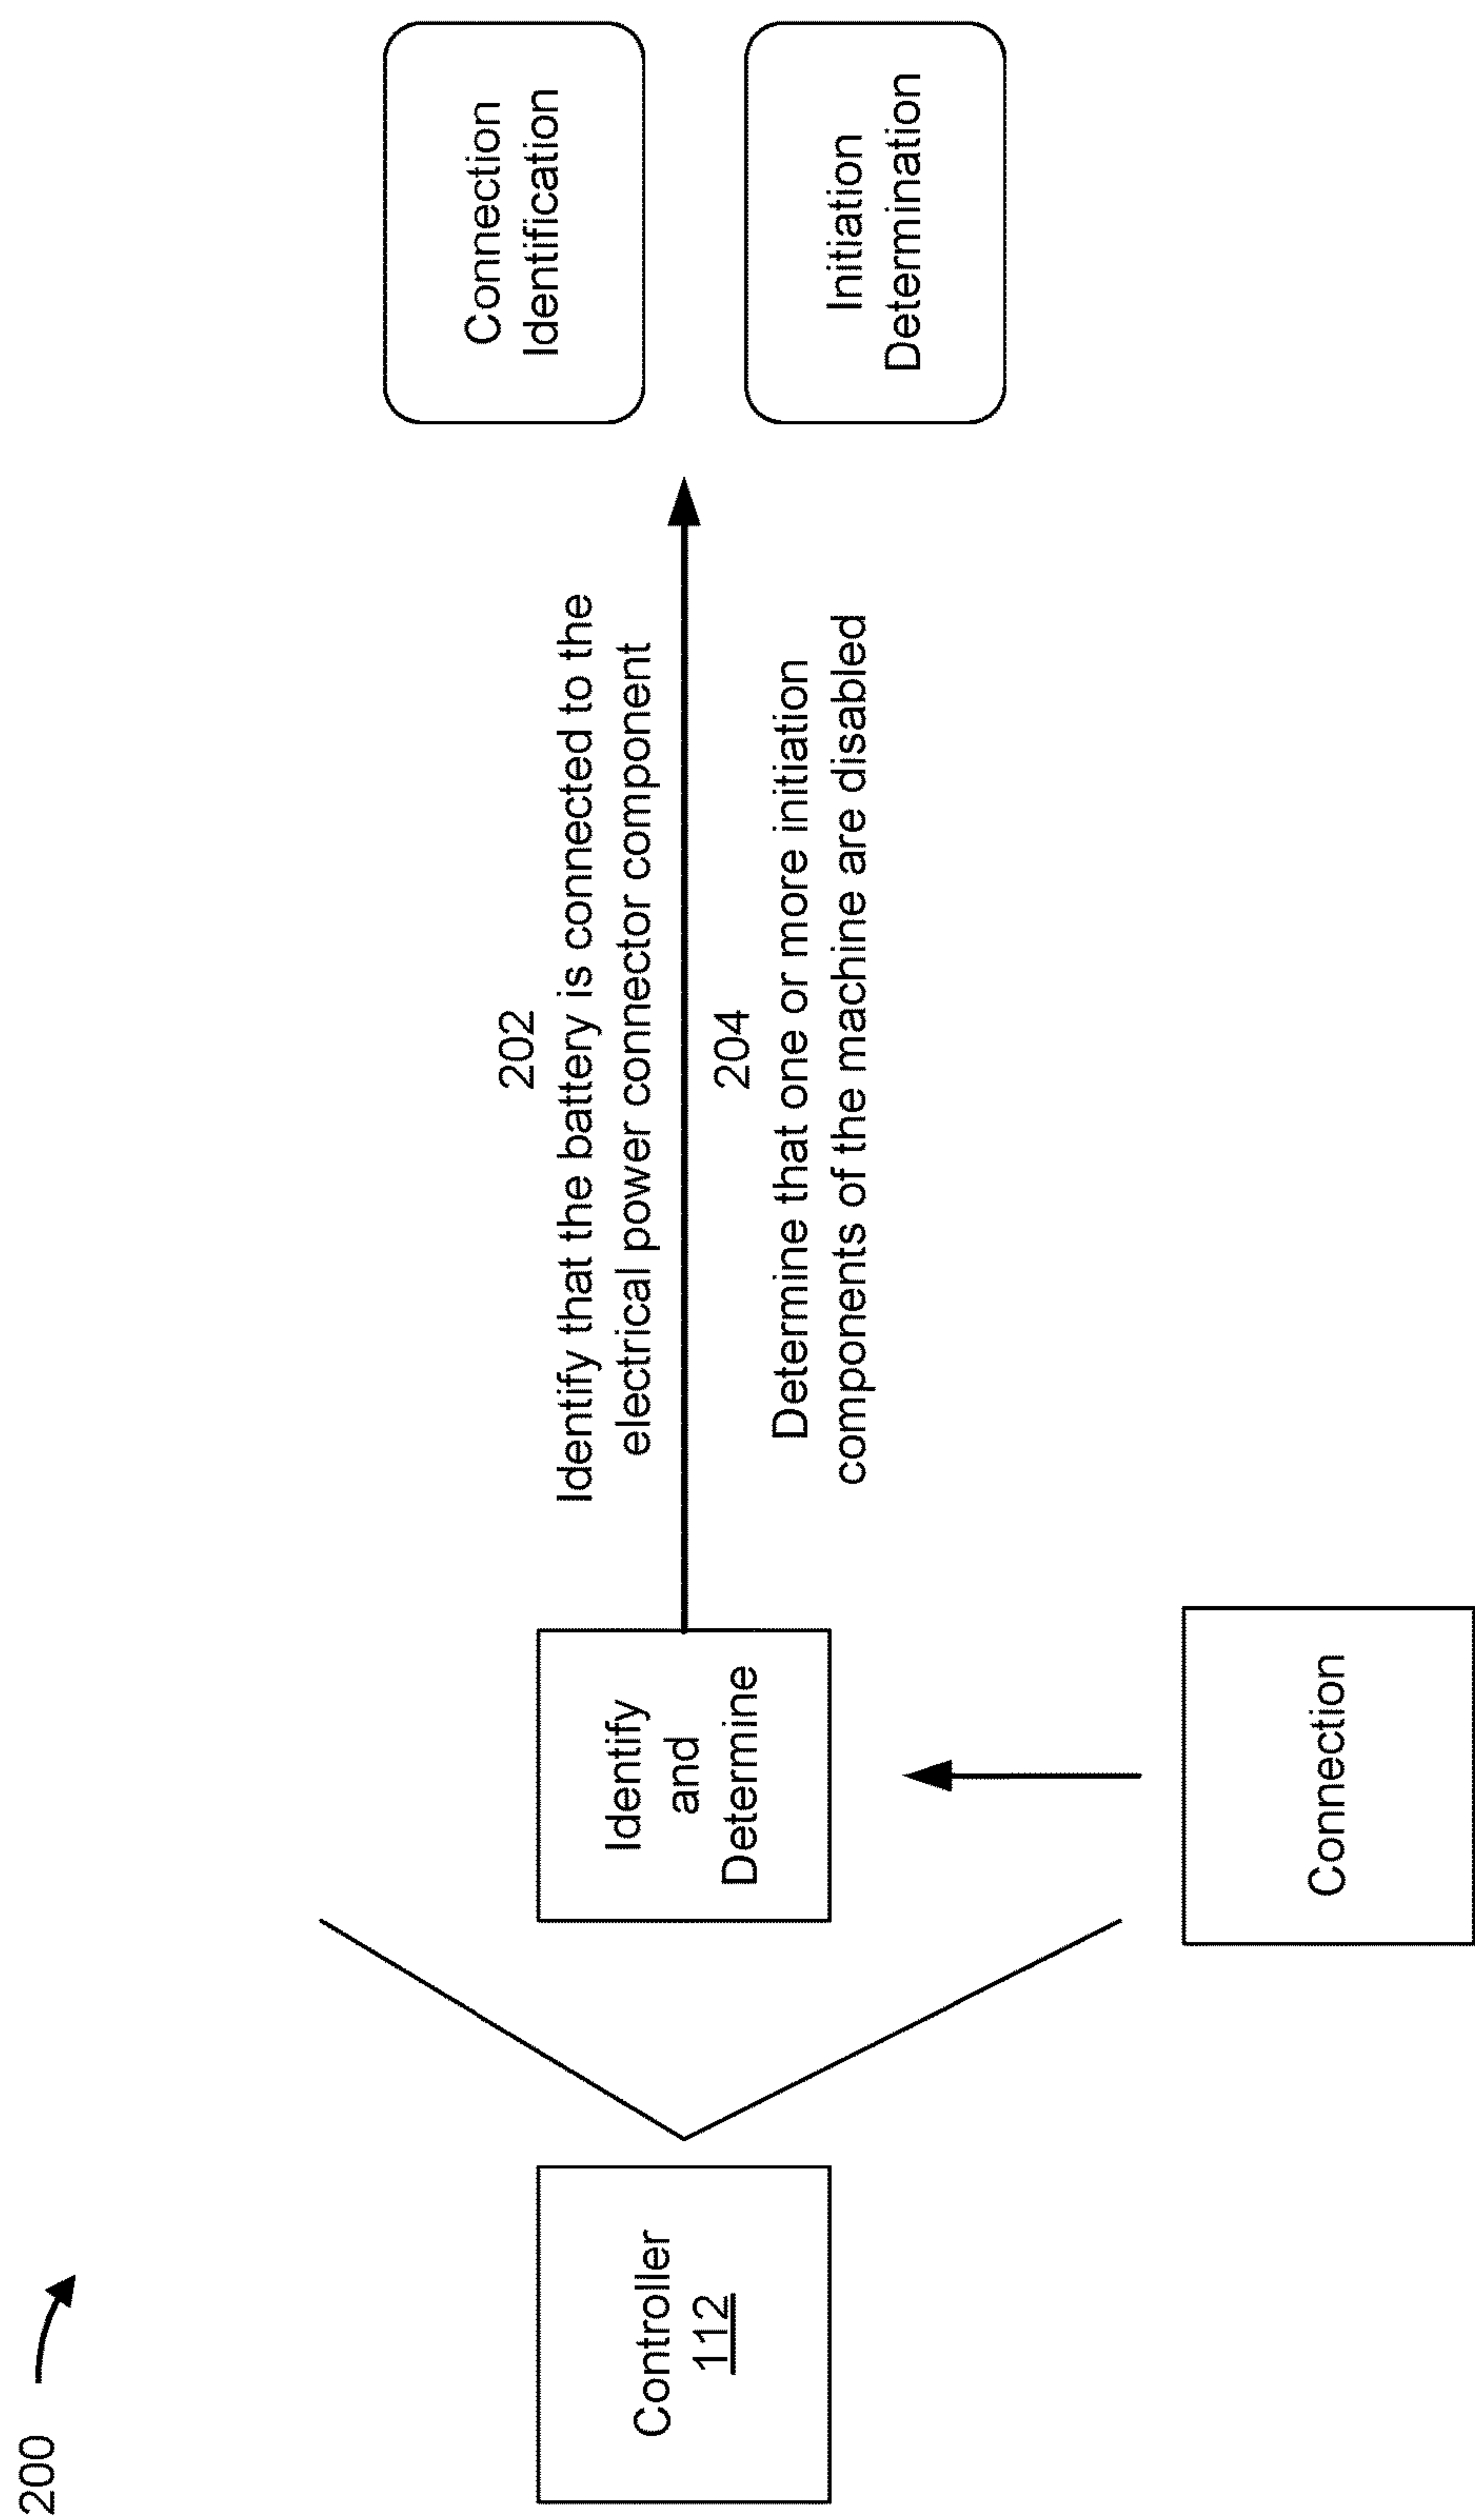 200
Controller
112
Identify
and
Determine
Connection
202
Identify that the battery is connected to the
electrical power connector component
204
Determine that one or more initiation
components of the machine are disabled
Connection
Identification
Initiation
Determination